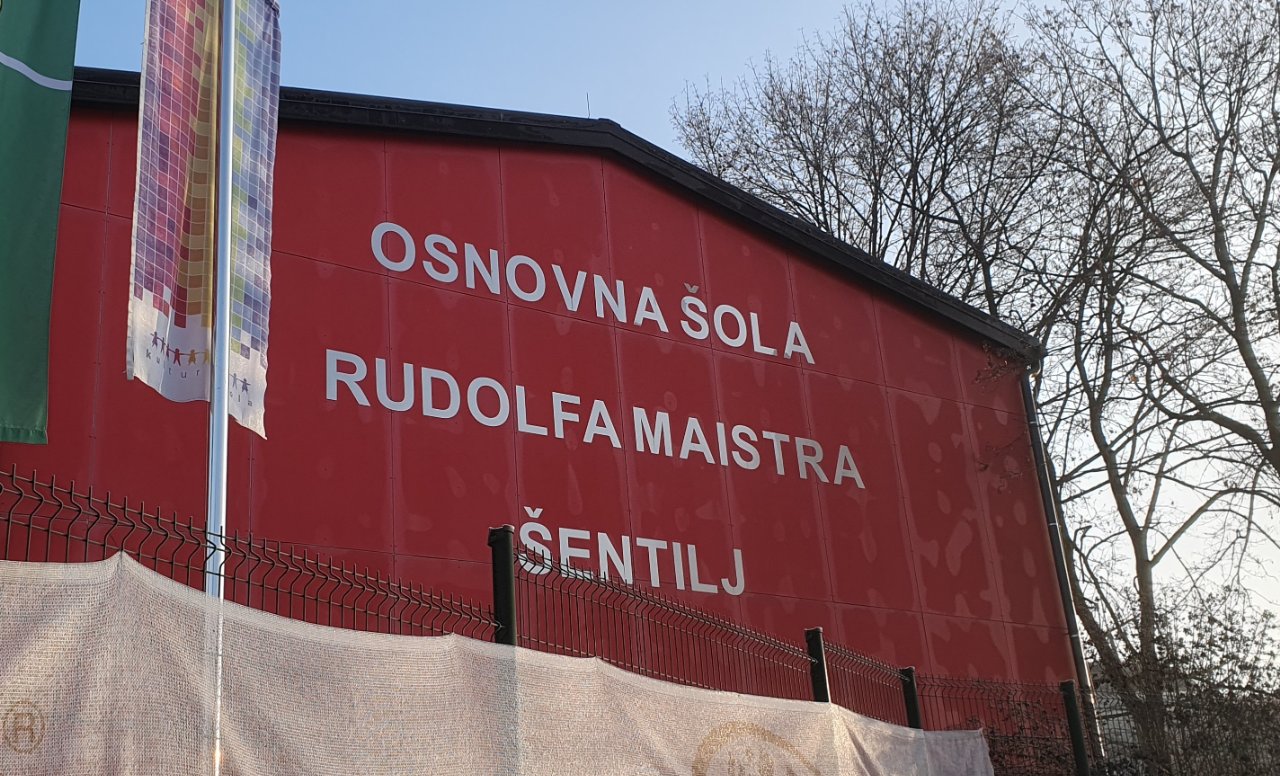 OSNOVNA ŠOLA
RUDOLFA MAISTRA
ŠENTILJ